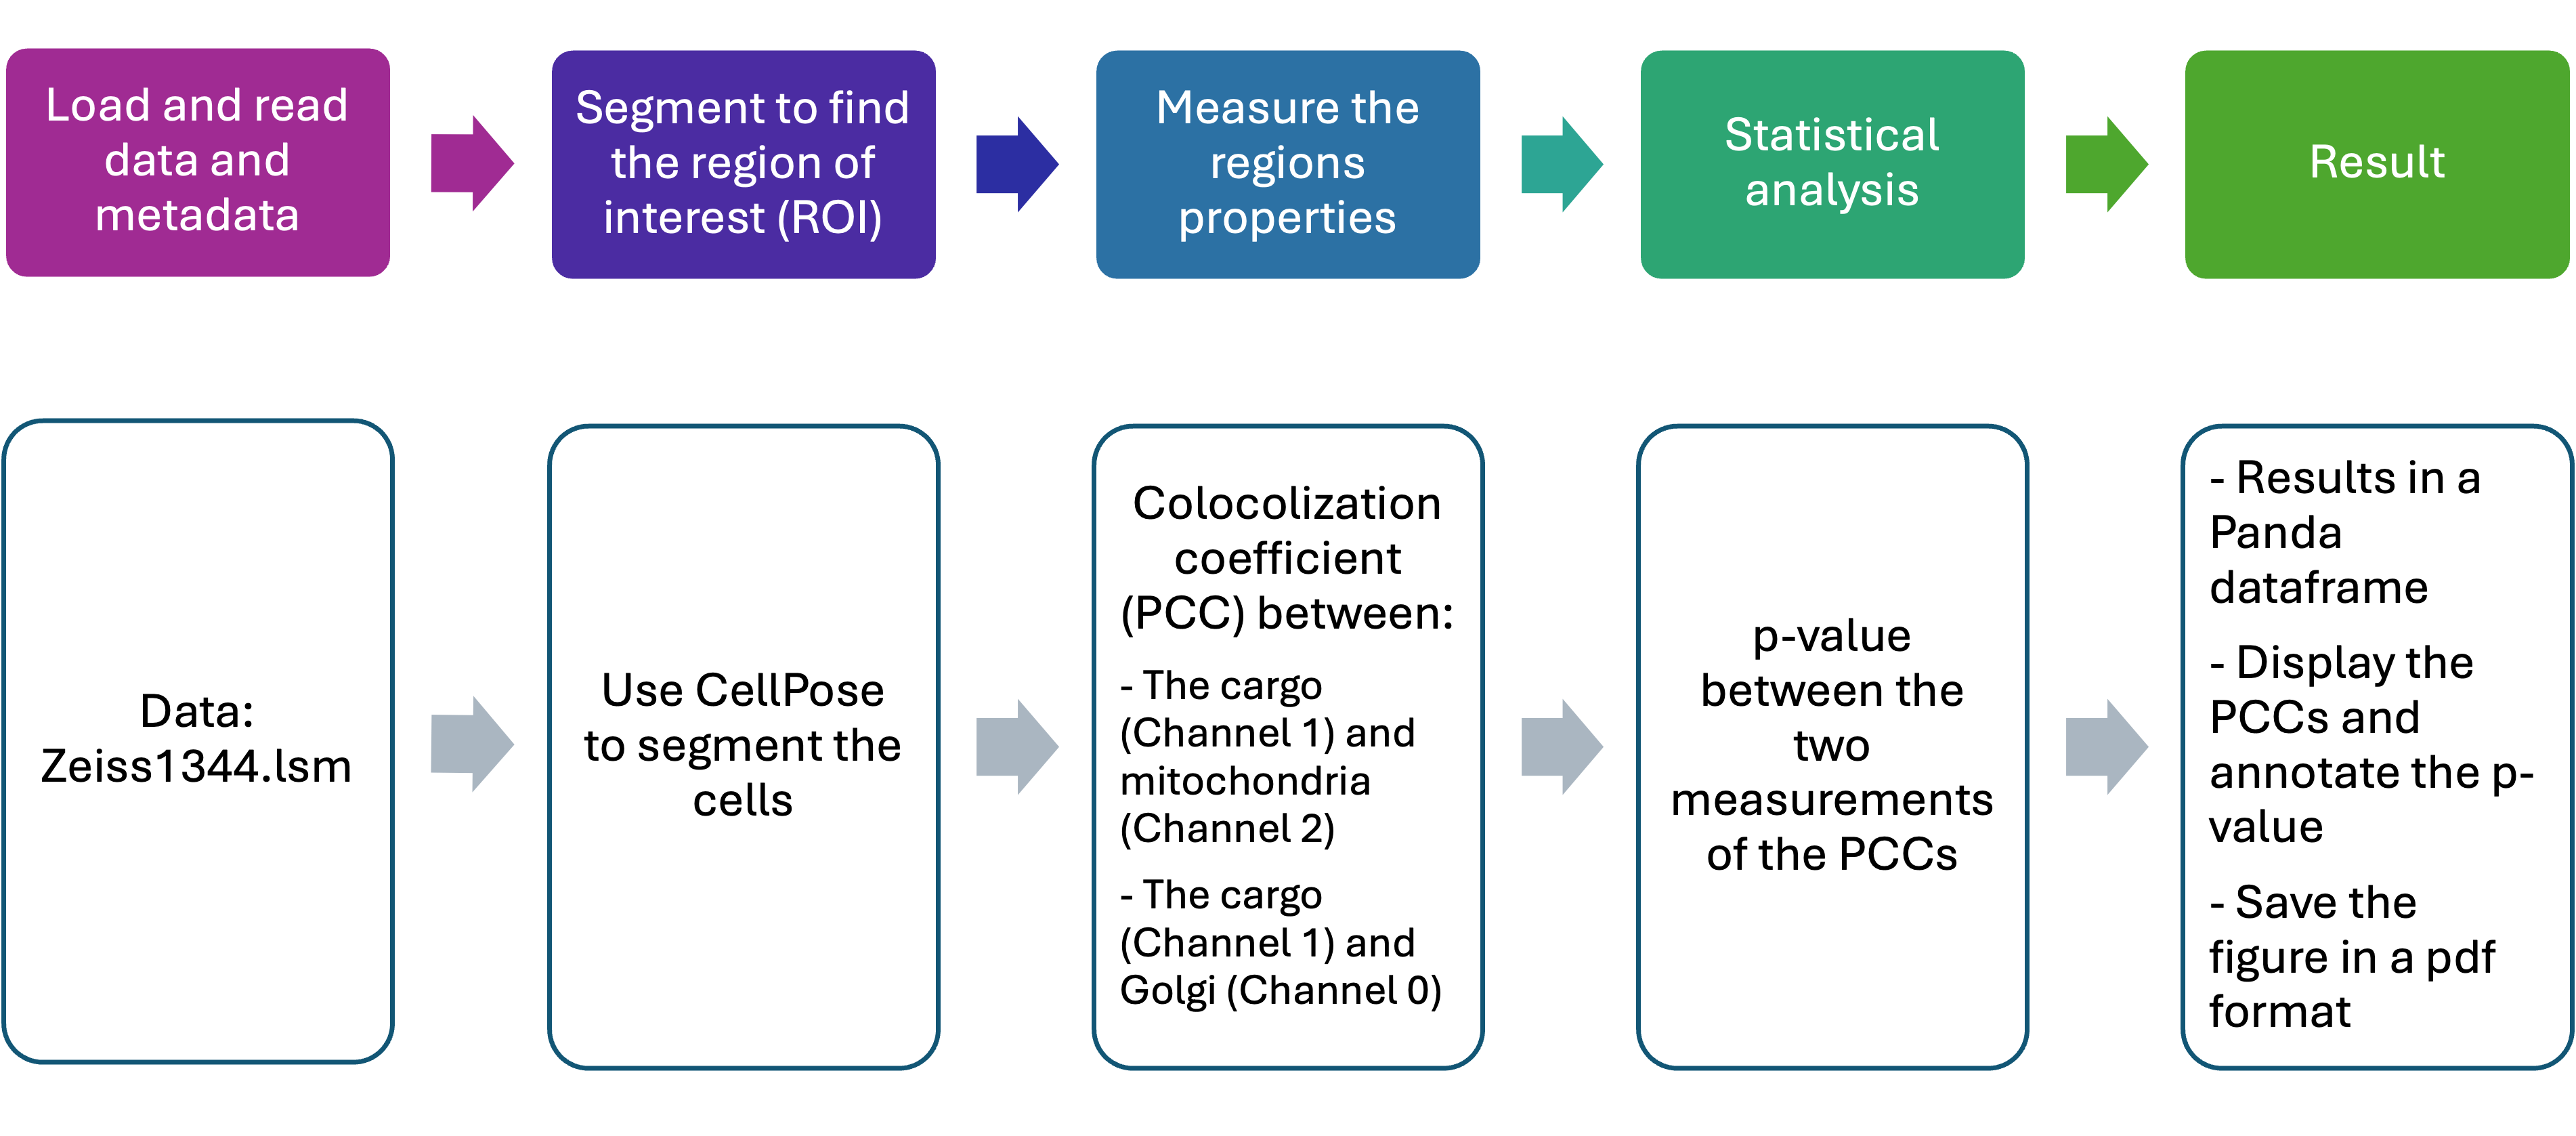 Load and read
data and
metadata
Segment to find
the region of
interest (ROI)
Measure the
regions
properties
Statistical
analysis
Result
Data:
Zeiss1344.lsm
Use CellPose
to segment the
cells
Colocolization
coefficient
(PCC) between:
- The cargo
(Channel 1) and
mitochondria
(Channel 2)
- The cargo
(Channel 1) and
Golgi (Channel 0)
p-value
between the
two
measurements
of the PCCs
- Results in a
Panda
dataframe
- Display the
PCCs and
annotate the p-
value
- Save the
figure in a pdf
format